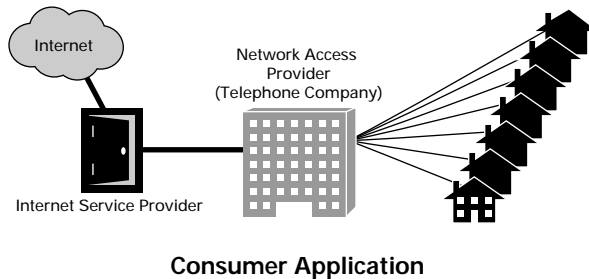 Internet
Network Access
Provider
(Telephone Company)
Internet Service Provider
Consumer Application